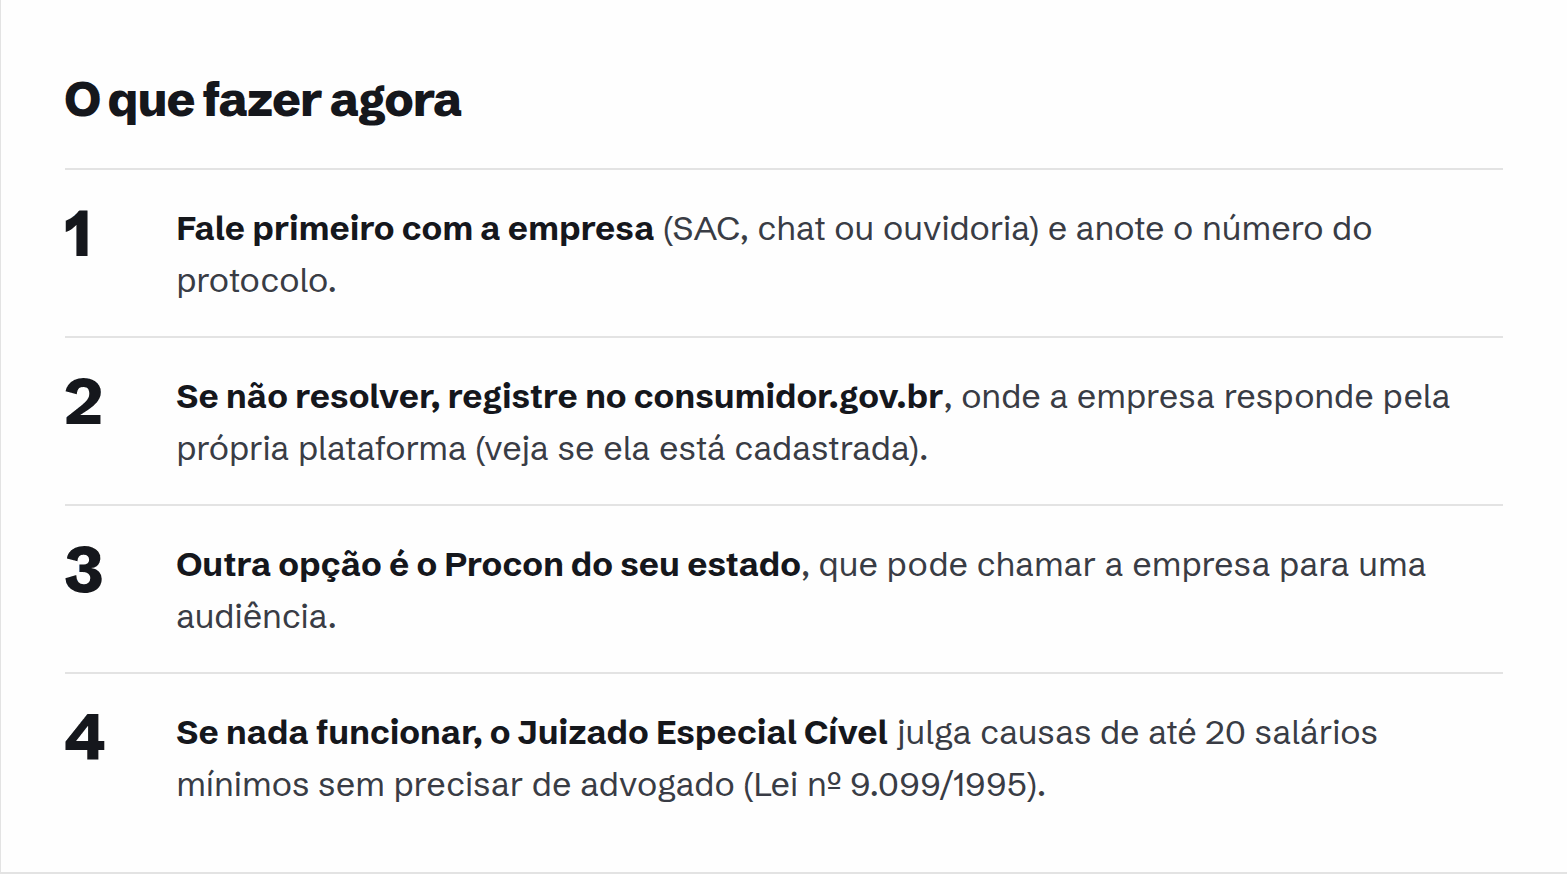 O que fazer agora
1
Fale primeiro com a empresa (SAC, chat ou ouvidoria) e anote o número do
protocolo.
2
Se não resolver, registre no consumidor.gov.br, onde a empresa responde pela
própria plataforma (veja se ela está cadastrada).
3
Outra opção é o Procon do seu estado, que pode chamar a empresa para uma
audiência.
4
Se nada funcionar, o Juizado Especial Cível julga causas de até 20 salários
mínimos sem precisar de advogado (Lei nº 9.099/1995).